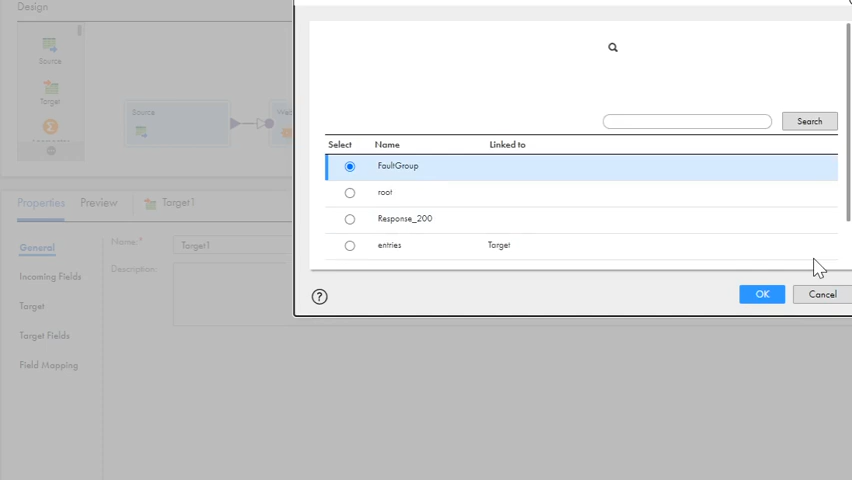 Design
Source
Target
Source
Web
Search
Select Name Linked to
FaultGroup
root
Response_200
entries Target
OK Cancel
Properties Preview Target1
General
Name:* Target1
Description:
Incoming Fields
Target
Target Fields
Field Mapping